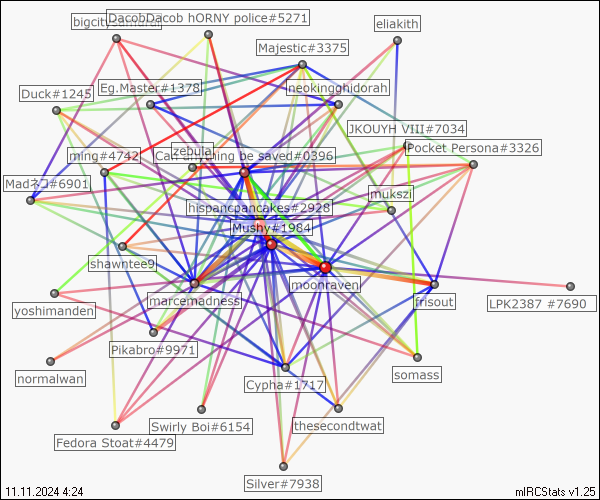 DacobDacob hORNY police#5271
bigcitysamurai
eliakith
Majestic#3375
Eg.Master#1378
neokingghidorah
Duck#1245
JKOUYH VIII#7034
zebula
Pocket Persona#3326
ming#4742
Can anything be saved#0396
Madネコ#6901
mukszi
hispancpancakes#2928
Mushy#1984
shawntee9
moonraven
marcemadness
frisout
LPK2387 #7690
yoshimanden
Pikabro#9971
somass
normalwan
Cypha#1717
Swirly Boi#6154
thesecondtwat
Fedora Stoat#4479
Silver#7938
11.11.2024 4:24
mIRCStats v1.25